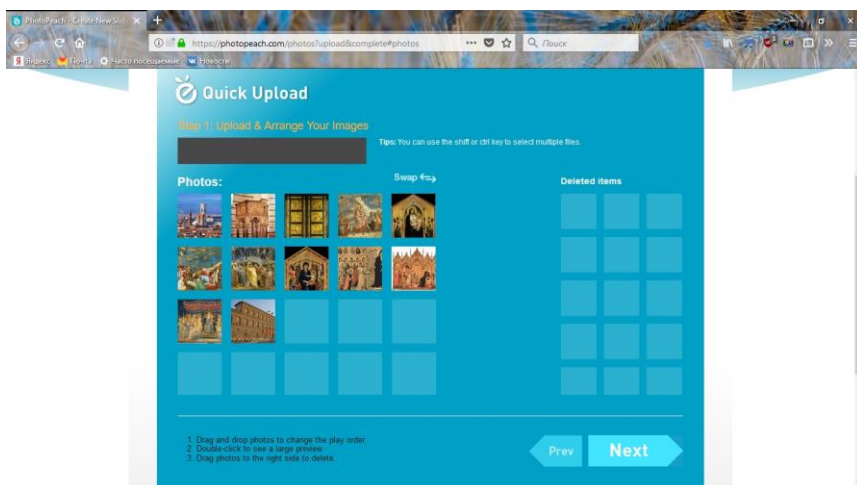 PhotoPeach - Create New Slid
https://photopeach.com/photos?upload&complete#photos
Поиск
Яндекс Почта Часто посещаемые Новости
Quick Upload
Step 1: Upload & Arrange Your Images
Tips: You can use the shift or ctrl key to select multiple files.
Photos:
Swap
Deleted items
1. Drag and drop photos to change the play order.
2. Double-click to see a large preview.
3. Drag photos to the right side to delete.
Prev
Next